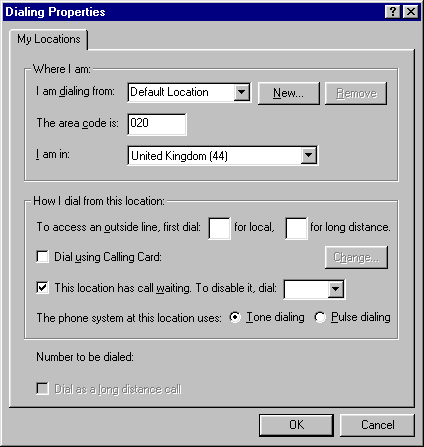 Dialing Properties
My Locations
Where I am:
I am dialing from: Default Location New... Remove
The area code is: 020
I am in: United Kingdom (44)
How I dial from this location:
To access an outside line, first dial: for local, for long distance.
Dial using Calling Card: Change...
This location has call waiting. To disable it, dial:
The phone system at this location uses: Tone dialing Pulse dialing
Number to be dialed:
Dial as a long distance call
OK Cancel